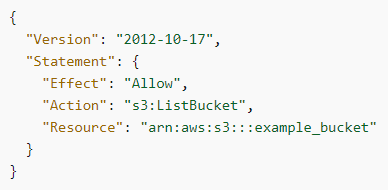 {
  "Version": "2012-10-17",
  "Statement": {
    "Effect": "Allow",
    "Action": "s3:ListBucket",
    "Resource": "arn:aws:s3:::example_bucket"
  }
}